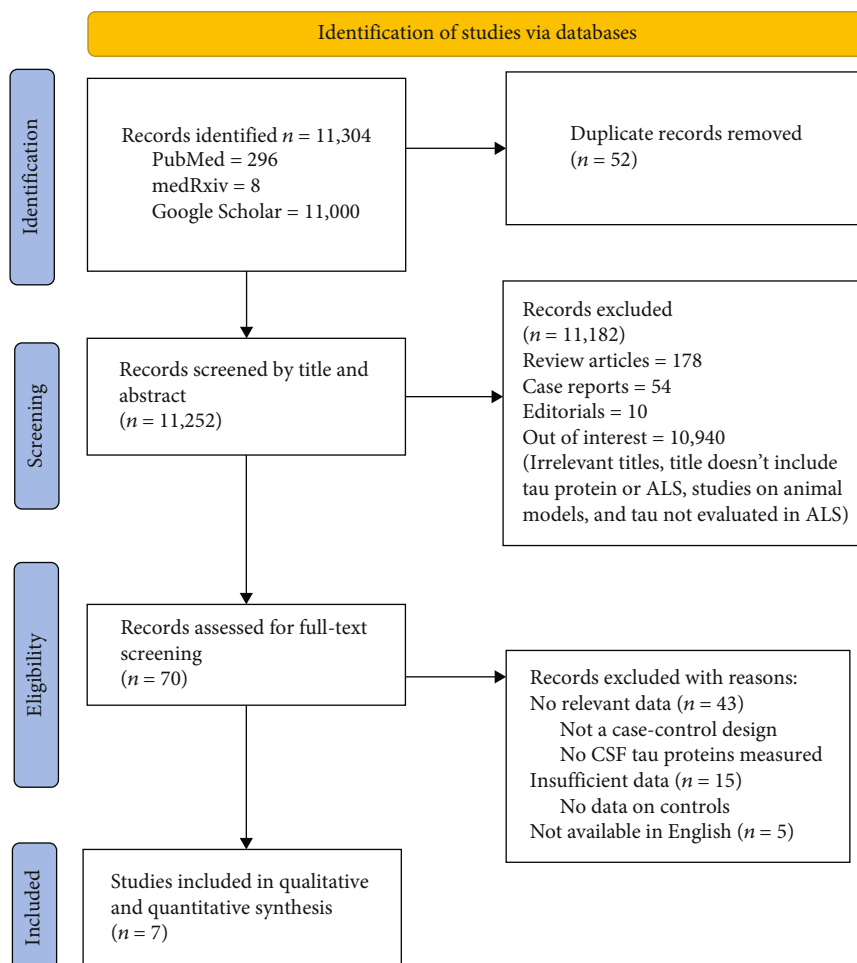 Identification of studies via databases
Identification
Records identified n = 11,304
PubMed = 296
medRxiv = 8
Google Scholar = 11,000
Duplicate records removed
(n = 52)
Screening
Records screened by title and
abstract
(n = 11,252)
Records excluded
(n = 11,182)
Review articles = 178
Case reports = 54
Editorials = 10
Out of interest = 10,940
(Irrelevant titles, title doesn't include
tau protein or ALS, studies on animal
models, and tau not evaluated in ALS)
Eligibility
Records assessed for full-text
screening
(n = 70)
Records excluded with reasons:
No relevant data (n = 43)
Not a case-control design
No CSF tau proteins measured
Insufficient data (n = 15)
No data on controls
Not available in English (n = 5)
Included
Studies included in qualitative
and quantitative synthesis
(n = 7)